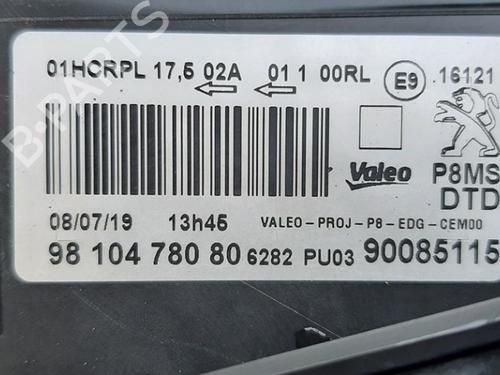 01HCRPL 17,5 02A 01 1 00RL E9 .16121
B-PARTS
Valeo P8MS
DTD
08/07/19 13h45 VALEO-PROJ-P8-EDG-CEM00
98 104 780 80 6282 PU03 90085115